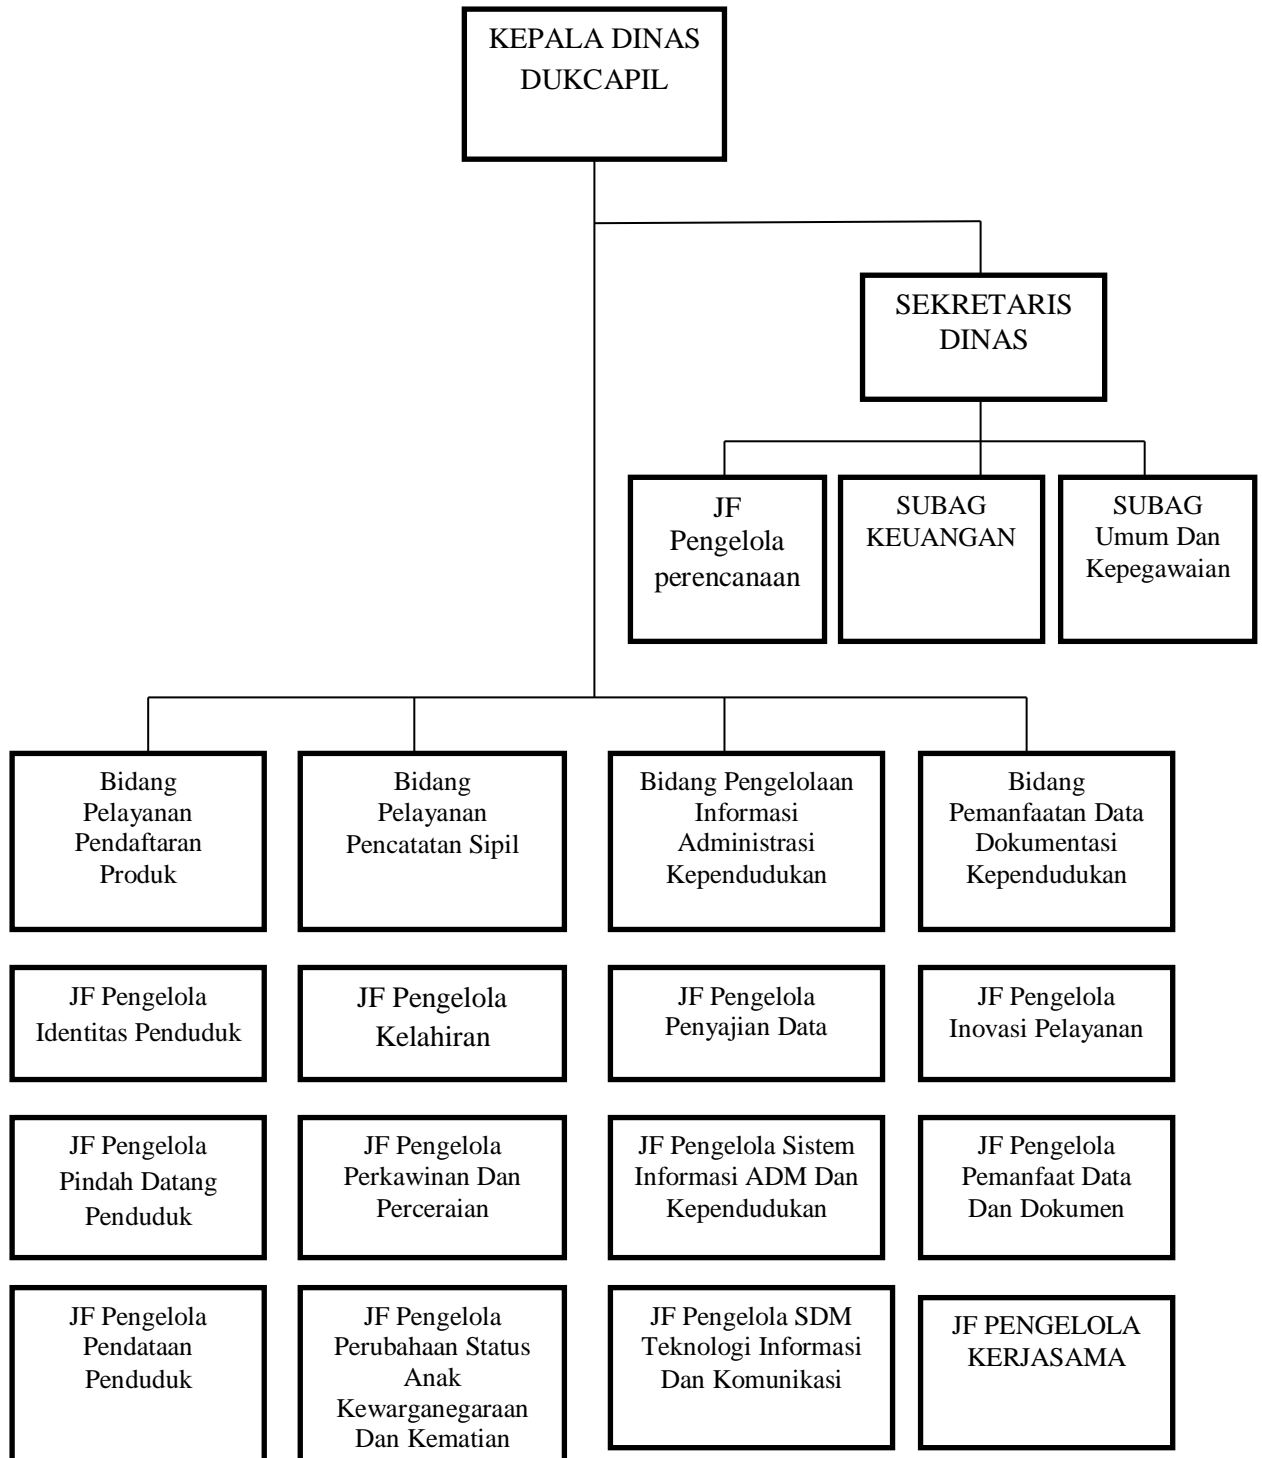 KEPALA DINAS
DUKCAPIL
SEKRETARIS
DINAS
JF
Pengelola
perencanaan
SUBAG
KEUANGAN
SUBAG
Umum Dan
Kepegawaian
Bidang
Pelayanan
Pendaftaran
Produk
Bidang
Pelayanan
Pencatatan Sipil
Bidang Pengelolaan
Informasi
Administrasi
Kependudukan
Bidang
Pemanfaatan Data
Dokumentasi
Kependudukan
JF Pengelola
Identitas Penduduk
JF Pengelola
Kelahiran
JF Pengelola
Penyajian Data
JF Pengelola
Inovasi Pelayanan
JF Pengelola
Pindah Datang
Penduduk
JF Pengelola
Perkawinan Dan
Perceraian
JF Pengelola Sistem
Informasi ADM Dan
Kependudukan
JF Pengelola
Pemanfaat Data
Dan Dokumen
JF Pengelola
Pendataan
Penduduk
JF Pengelola
Perubahaan Status
Anak
Kewarganegaraan
Dan Kematian
JF Pengelola SDM
Teknologi Informasi
Dan Komunikasi
JF PENGELOLA
KERJASAMA